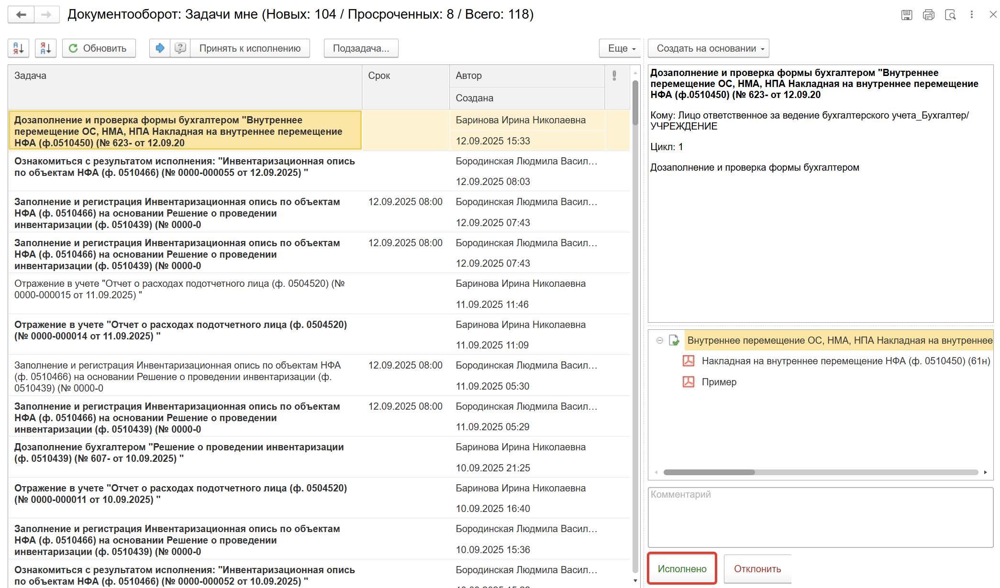 Документооборот: Задачи мне (Новых: 104 / Просроченных: 8 / Всего: 118)
Обновить
Принять к исполнению
Подзадача...
Еще
Создать на основании
Задача
Срок
Автор
Создана
Дозаполнение и проверка формы бухгалтером "Внутреннее
перемещение ОС, НМА, НПА Накладная на внутреннее перемещение
НФА (ф.0510450) (№ 623- от 12.09.20
Баринова Ирина Николаевна
12.09.2025 15:33
Ознакомиться с результатом исполнения: "Инвентаризационная опись
по объектам НФА (ф. 0510466) (№ 0000-000055 от 12.09.2025) "
Бородинская Людмила Васил...
12.09.2025 08:03
Заполнение и регистрация Инвентаризационная опись по объектам
НФА (ф. 0510466) на основании Решение о проведении
инвентаризации (ф. 0510439) (№ 0000-0
12.09.2025 08:00
Бородинская Людмила Васил...
12.09.2025 07:43
Заполнение и регистрация Инвентаризационная опись по объектам
НФА (ф. 0510466) на основании Решение о проведении
инвентаризации (ф. 0510439) (№ 0000-0
12.09.2025 08:00
Бородинская Людмила Васил...
12.09.2025 07:43
Отражение в учете "Отчет о расходах подотчетного лица (ф. 0504520) (№
0000-000015 от 11.09.2025) "
Баринова Ирина Николаевна
11.09.2025 11:46
Отражение в учете "Отчет о расходах подотчетного лица (ф. 0504520)
(№ 0000-000014 от 11.09.2025) "
Баринова Ирина Николаевна
11.09.2025 11:09
Заполнение и регистрация Инвентаризационная опись по объектам НФА
(ф. 0510466) на основании Решение о проведении инвентаризации (ф.
0510439) (№ 0000-0
12.09.2025 08:00
Бородинская Людмила Васил...
11.09.2025 05:30
Заполнение и регистрация Инвентаризационная опись по объектам
НФА (ф. 0510466) на основании Решение о проведении
инвентаризации (ф. 0510439) (№ 0000-0
12.09.2025 08:00
Бородинская Людмила Васил...
11.09.2025 05:29
Дозаполнение бухгалтером "Решение о проведении инвентаризации
(ф. 0510439) (№ 607- от 10.09.2025) "
Баринова Ирина Николаевна
10.09.2025 21:25
Отражение в учете "Отчет о расходах подотчетного лица (ф. 0504520)
(№ 0000-000011 от 10.09.2025) "
Баринова Ирина Николаевна
10.09.2025 16:40
Заполнение и регистрация Инвентаризационная опись по объектам
НФА (ф. 0510466) на основании Решение о проведении
инвентаризации (ф. 0510439) (№ 0000-0
Бородинская Людмила Васил...
10.09.2025 15:36
Ознакомиться с результатом исполнения: "Инвентаризационная опись
по объектам НФА (ф. 0510466) (№ 0000-000052 от 10.09.2025) "
Бородинская Людмила Васил...
Дозаполнение и проверка формы бухгалтером "Внутреннее
перемещение ОС, НМА, НПА Накладная на внутреннее перемещение
НФА (ф.0510450) (№ 623- от 12.09.20
Кому: Лицо ответственное за ведение бухгалтерского учета_Бухгалтер/
УЧРЕЖДЕНИЕ
Цикл: 1
Дозаполнение и проверка формы бухгалтером
Внутреннее перемещение ОС, НМА, НПА Накладная на внутреннее
Накладная на внутреннее перемещение НФА (ф. 0510450) (61н)
Пример
Комментарий
Исполнено
Отклонить